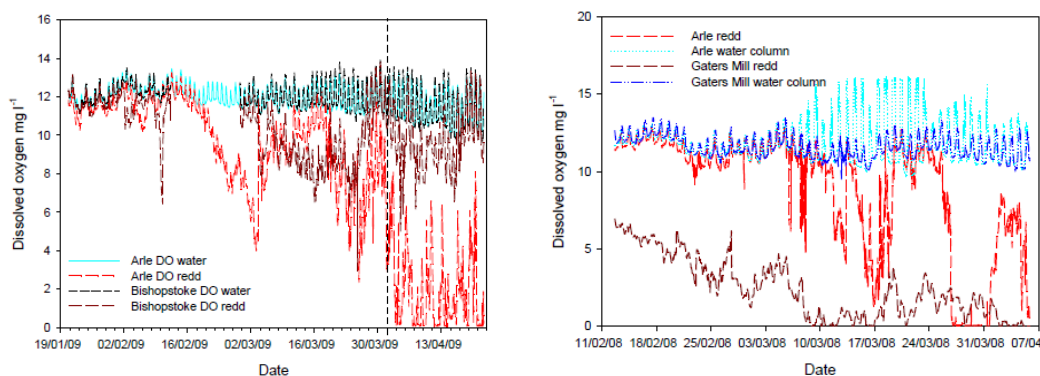 16
14
12
10
8
6
4
2
0
Dissolved oxygen mg l-1
Arle DO water
Arle DO redd
Bishopstoke DO water
Bishopstoke DO redd
19/01/09 02/02/09 16/02/09 02/03/09 16/03/09 30/03/09 13/04/09
Date
20
15
10
5
0
Dissolved oxygen mg l-1
Arle redd
Arle water column
Gaters Mill redd
Gaters Mill water column
11/02/08 18/02/08 25/02/08 03/03/08 10/03/08 17/03/08 24/03/08 31/03/08 07/04
Date